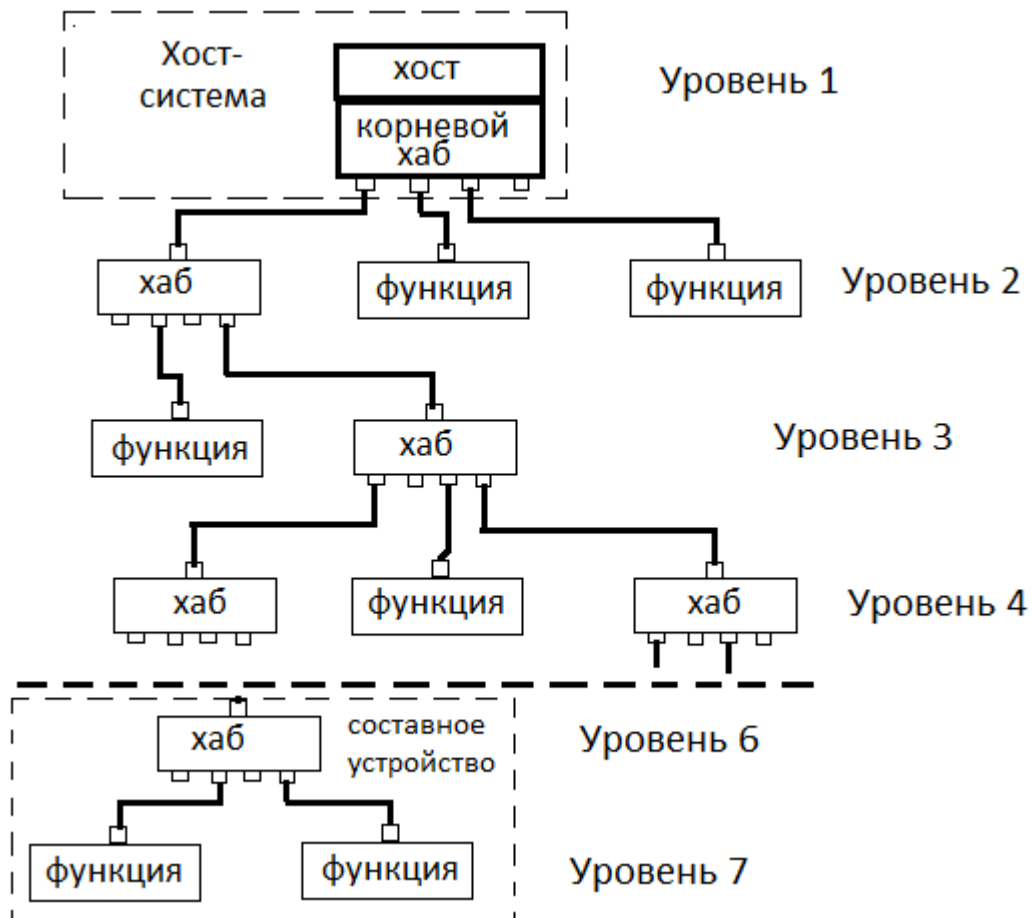 Хост-
система
хост
корневой
хаб
Уровень 1
хаб
функция
функция
Уровень 2
функция
хаб
Уровень 3
хаб
функция
хаб
Уровень 4
хаб
составное
устройство
Уровень 6
функция
функция
Уровень 7